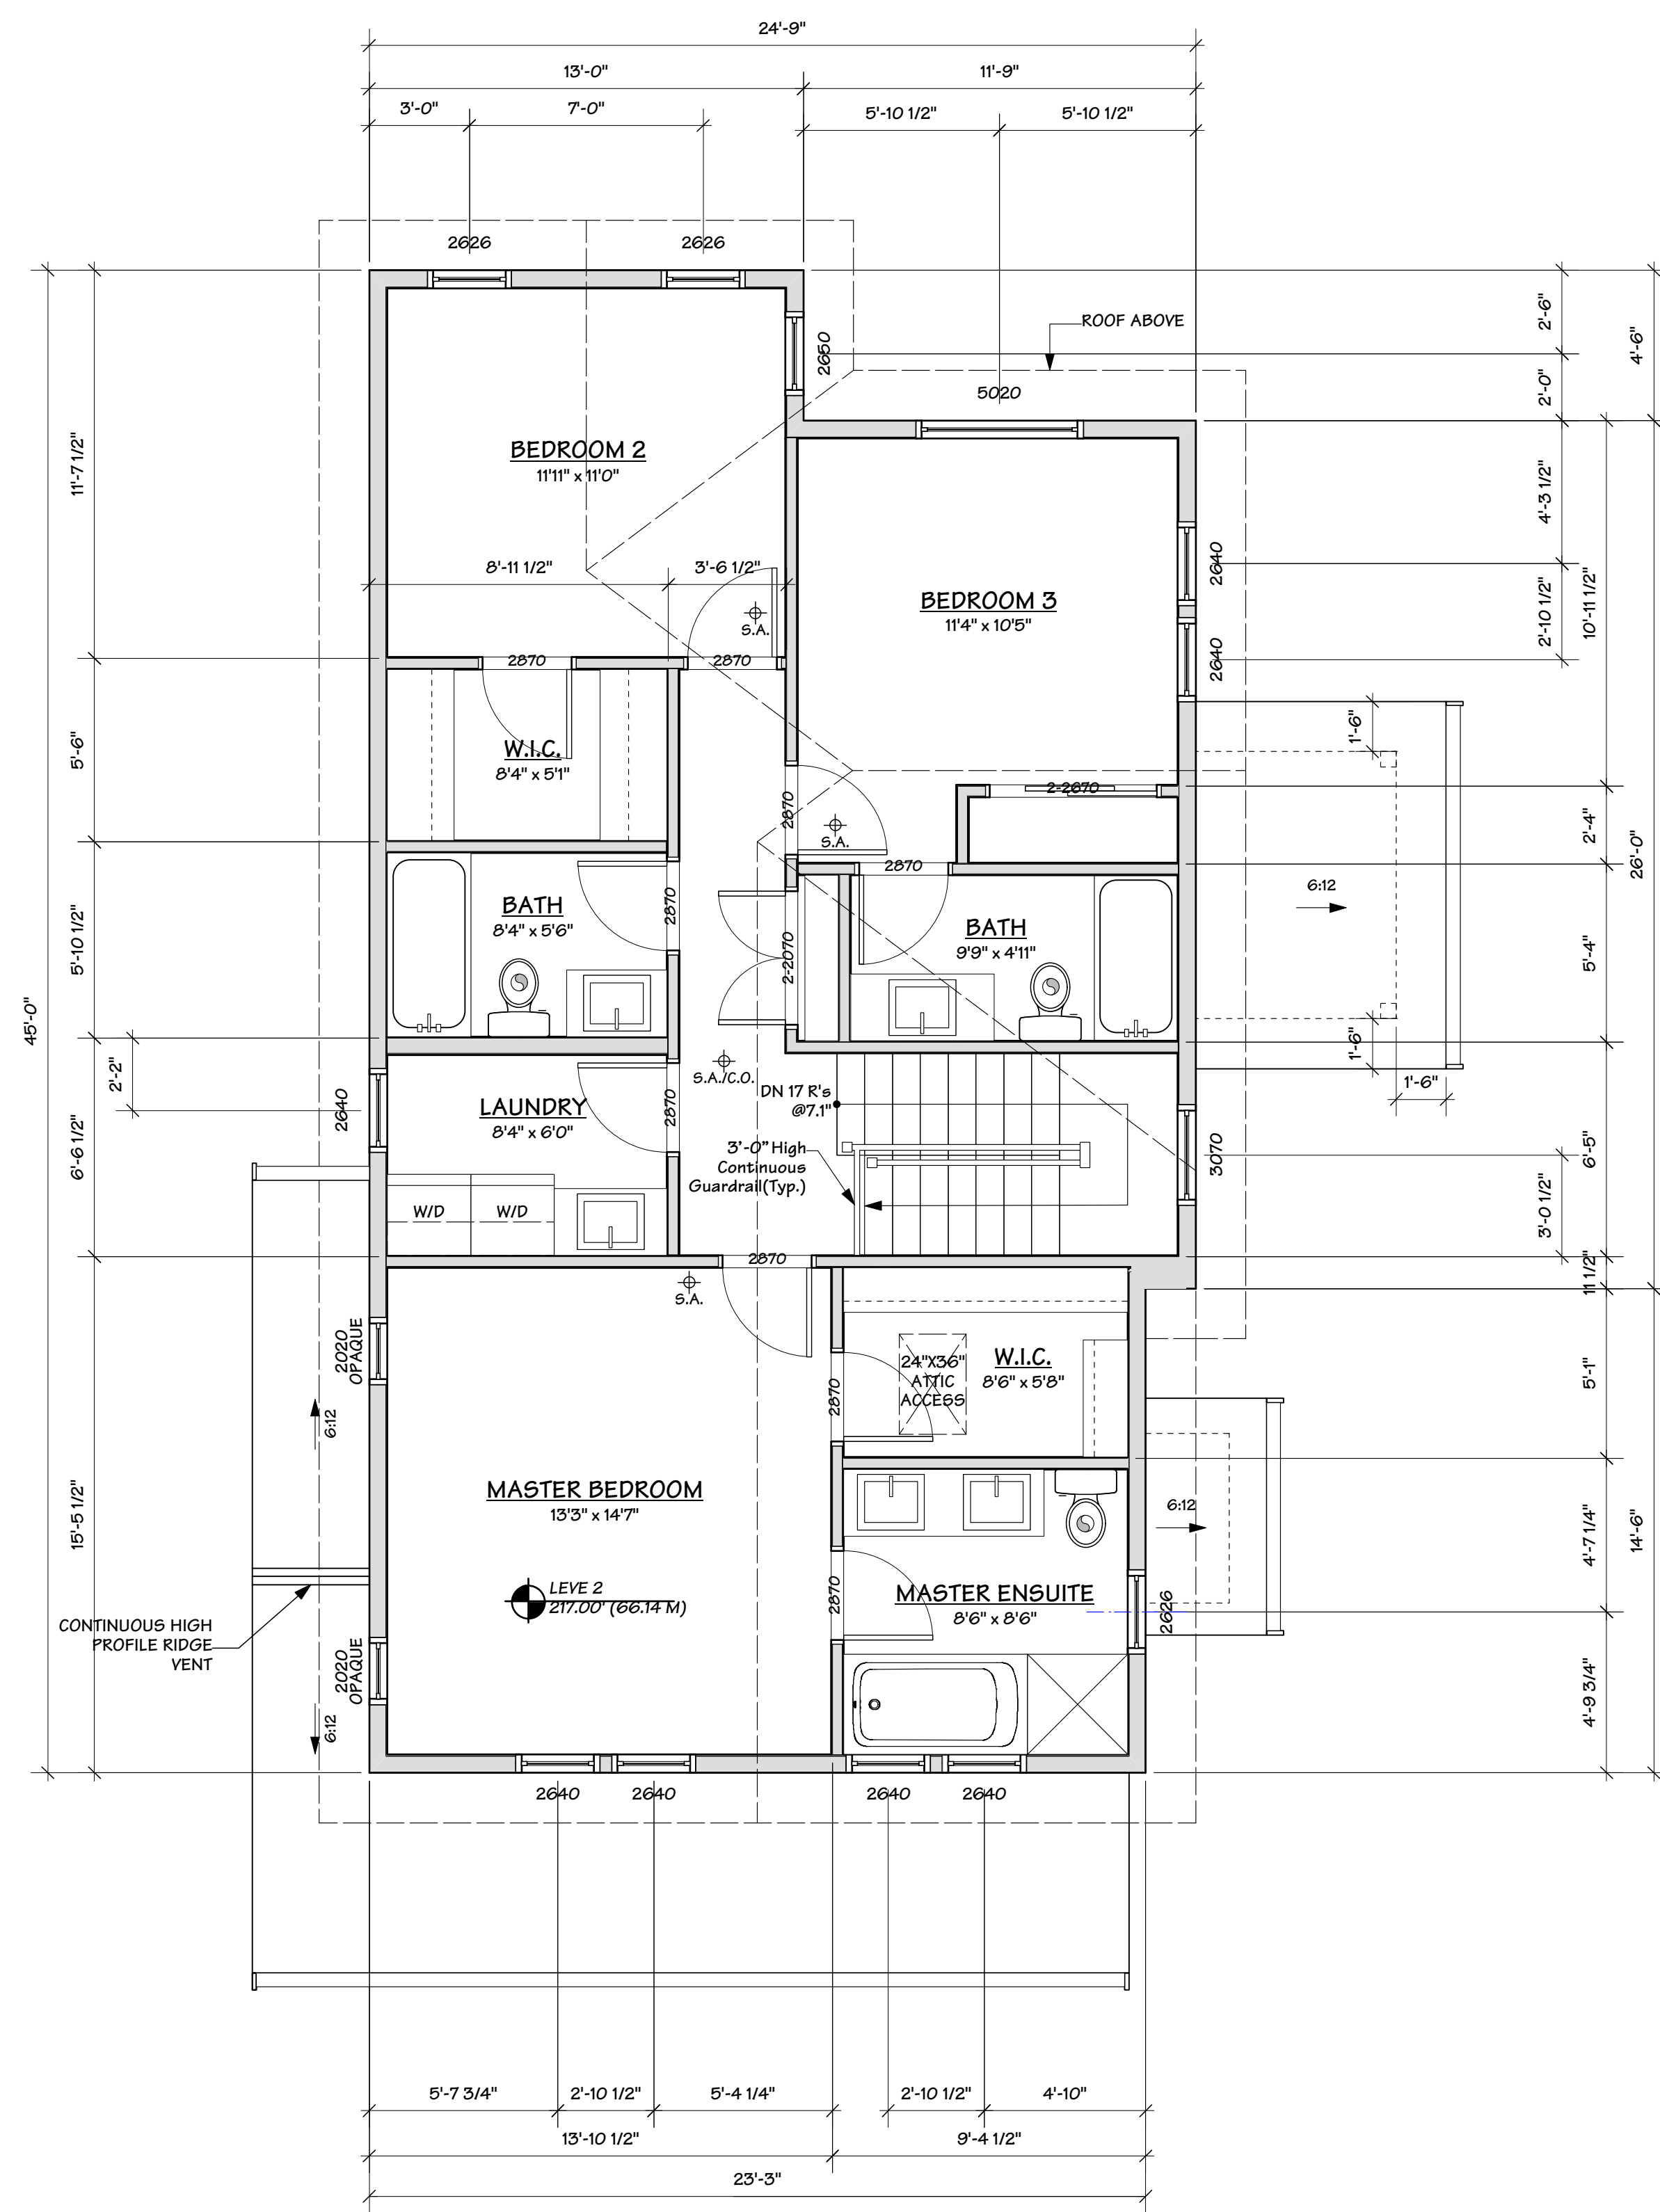 24'-9"
13'-0"
11'-9"
3'-0"
7'-0"
5'-10 1/2"
5'-10 1/2"
2626
2626
2650
ROOF ABOVE
5020
2'-6"
4'-6"
2'-0"
BEDROOM 2
11'11" x 11'0"
11'-7 1/2"
4'-3 1/2"
2640
BEDROOM 3
11'4" x 10'5"
8'-11 1/2"
3'-6 1/2"
S.A.
2'-10 1/2"
10'-11 1/2"
2640
2870
2870
5'-6"
W.I.C.
8'4" x 5'1"
1'-6"
2-2670
2870
S.A.
2'-4"
26'-0"
2870
6:12
BATH
8'4" x 5'6"
2870
5'-10 1/2"
BATH
9'9" x 4'11"
2-2070
5'-4"
45'-0"
2'-2"
S.A./C.O.
1'-6"
1'-6"
DN 17 R's
@7.1"
2640
LAUNDRY
8'4" x 6'0"
2870
6'-6 1/2"
3'-0" High
Continuous
Guardrail(Typ.)
3070
6'-5"
3'-0 1/2"
W/D
W/D
2870
S.A.
11 1/2"
2020
OPAQUE
24"X36"
ATTIC
ACCESS
W.I.C.
8'6" x 5'8"
2870
5'-1"
6:12
MASTER BEDROOM
13'3" x 14'7"
15'-5 1/2"
6:12
4'-7 1/4"
14'-6"
LEVE 2
217.00' (66.14 M)
2870
MASTER ENSUITE
8'6" x 8'6"
2626
CONTINUOUS HIGH
PROFILE RIDGE
VENT
2020
OPAQUE
6:12
4'-9 3/4"
2640
2640
2640
2640
5'-7 3/4"
2'-10 1/2"
5'-4 1/4"
2'-10 1/2"
4'-10"
13'-10 1/2"
9'-4 1/2"
23'-3"